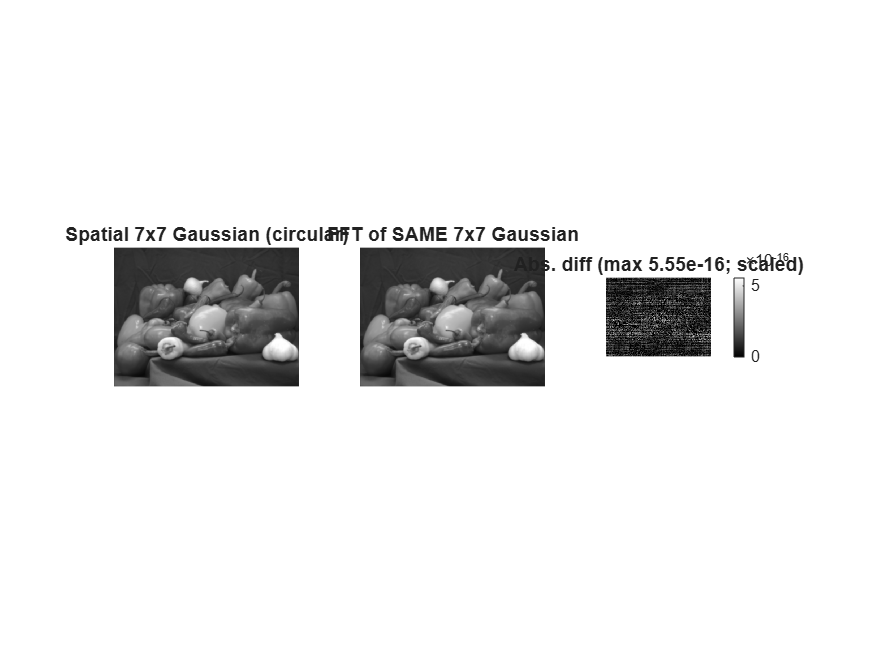 Spatial 7x7 Gaussian (circular)
FFT of SAME 7x7 Gaussian
Abs. diff (max 5.55e-16; scaled)
×10-16
5
0